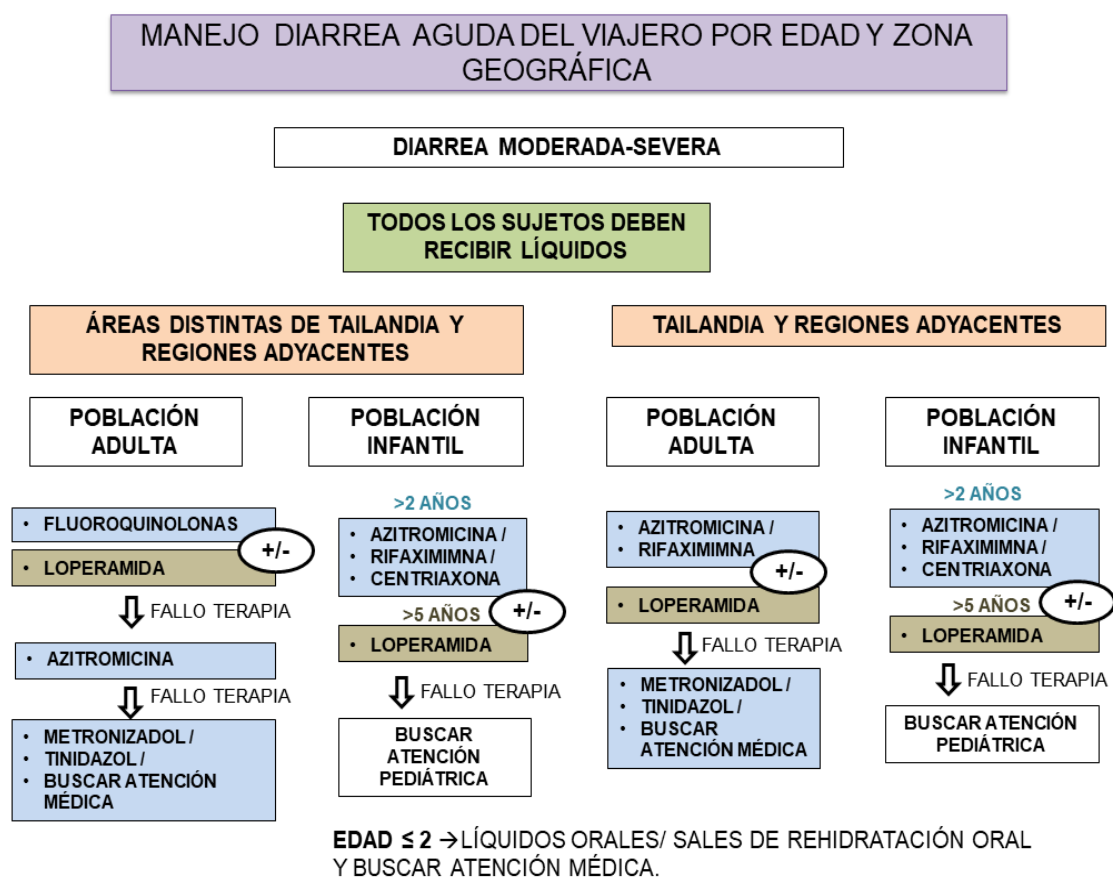 MANEJO DIARREA AGUDA DEL VIAJERO POR EDAD Y ZONA
GEOGRÁFICA
DIARREA MODERADA-SEVERA
TODOS LOS SUJETOS DEBEN
RECIBIR LÍQUIDOS
ÁREAS DISTINTAS DE TAILANDIA Y
REGIONES ADYACENTES
POBLACIÓN
ADULTA
• FLUOROQUINOLONAS
+/-
• LOPERAMIDA
FALLO TERAPIA
• AZITROMICINA
FALLO TERAPIA
• METRONIZADOL /
• TINIDAZOL /
• BUSCAR ATENCIÓN
MÉDICA
POBLACIÓN
INFANTIL
>2 AÑOS
• AZITROMICINA /
• RIFAXIMIMNA /
• CENTRIAXONA
>5 AÑOS
+/-
• LOPERAMIDA
FALLO TERAPIA
BUSCAR
ATENCIÓN
PEDIÁTRICA
TAILANDIA Y REGIONES ADYACENTES
POBLACIÓN
ADULTA
• AZITROMICINA /
• RIFAXIMIMNA
+/-
• LOPERAMIDA
FALLO TERAPIA
• METRONIZADOL /
• TINIDAZOL /
• BUSCAR
ATENCIÓN MÉDICA
POBLACIÓN
INFANTIL
>2 AÑOS
• AZITROMICINA /
• RIFAXIMIMNA /
• CENTRIAXONA
>5 AÑOS
+/-
• LOPERAMIDA
FALLO TERAPIA
BUSCAR ATENCIÓN
PEDIÁTRICA
EDAD ≤ 2 → LÍQUIDOS ORALES/ SALES DE REHIDRATACIÓN ORAL
Y BUSCAR ATENCIÓN MÉDICA.